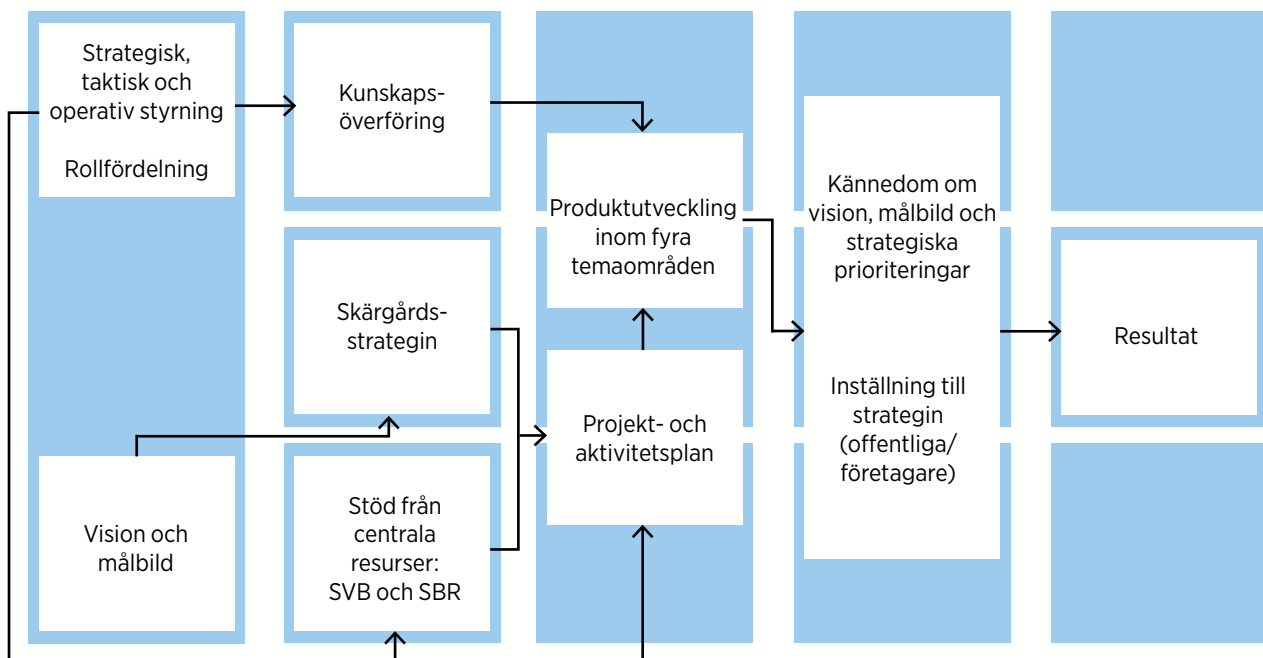 Strategisk,
taktisk och
operativ styrning
Rollfördelning
Vision och
målbild
Kunskaps-
överföring
Skärgårds-
strategin
Stöd från
centrala
resurser:
SVB och SBR
Produktutveckling
inom fyra
temaområden
Projekt- och
aktivitetsplan
Kännedom om
vision, målbild och
strategiska
prioriteringar
Inställning till
strategin
(offentliga/
företagare)
Resultat